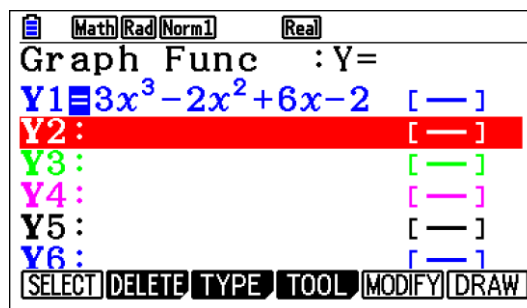 Math Rad Norm1 Real
Graph Func :Y=
Y1=3x³−2x²+6x−2 [—]
Y2: [—]
Y3: [—]
Y4: [—]
Y5: [—]
Y6: [—]
SELECT DELETE TYPE TOOL MODIFY DRAW